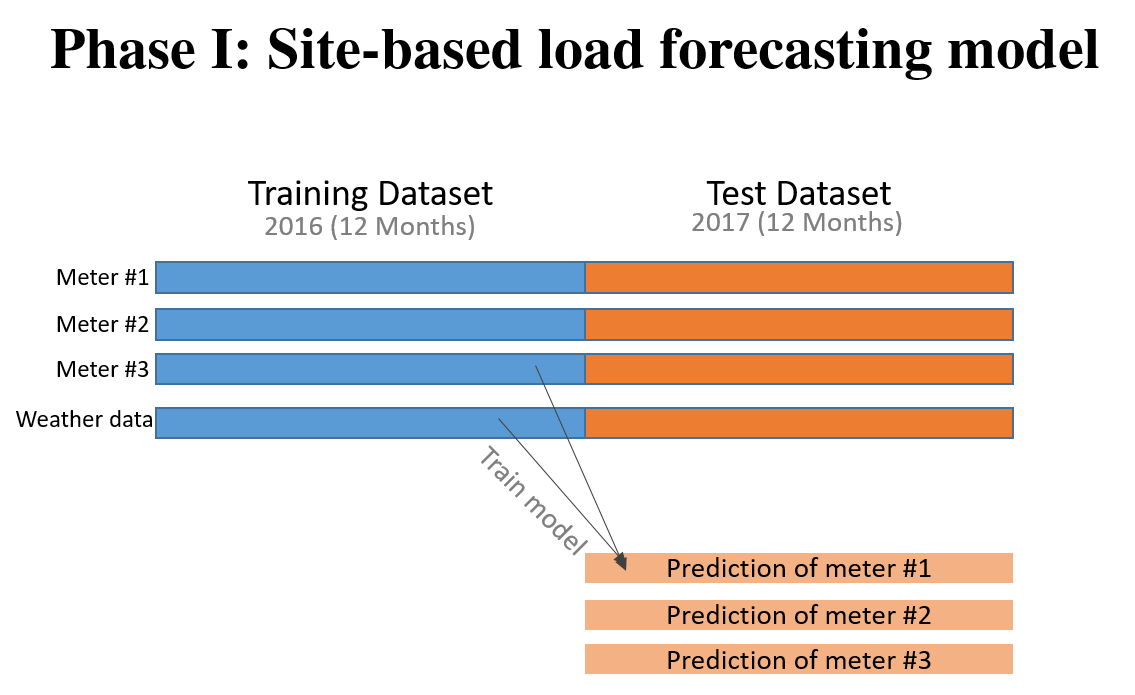 Phase I: Site-based load forecasting model
Training Dataset
2016 (12 Months)
Test Dataset
2017 (12 Months)
Meter #1
Meter #2
Meter #3
Weather data
Train model
Prediction of meter #1
Prediction of meter #2
Prediction of meter #3